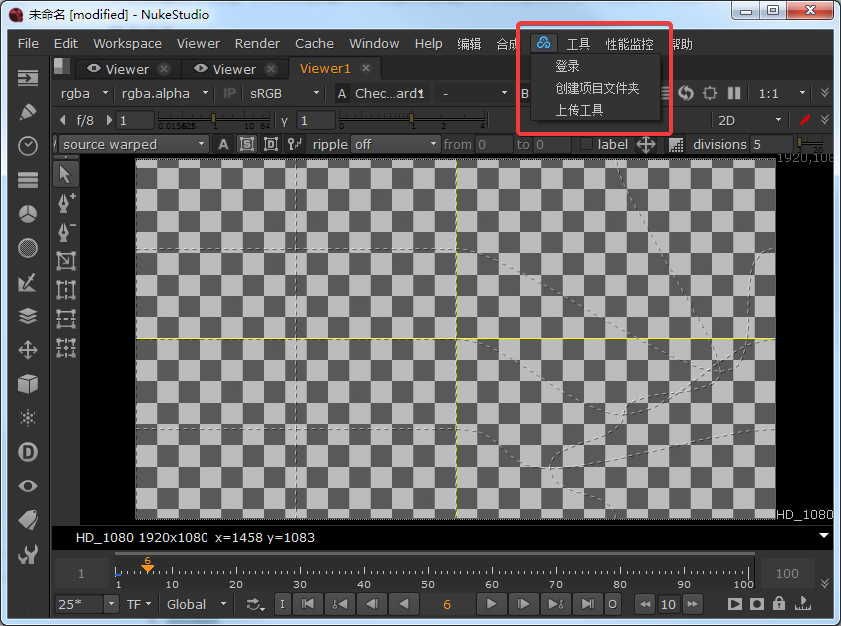 未命名 [modified] - NukeStudio
File Edit Workspace Viewer Render Cache Window Help 编辑 合成 工具 性能监控 帮助
登录
创建项目文件夹
上传工具
Viewer Viewer Viewer1
rgba rgba.alpha IP sRGB A Chec...ard1 - B 1:1
f/8 1 0.015625 1 10 64 y 1 0 1 2 3 4 2D
source warped A S D ripple off from 0 to 0 label divisions 5 5 20
1920,108
HD_1080
HD_1080 1920x1080 x=1458 y=1083
1 6 1 10 20 30 40 50 60 70 80 90 100 100
25* TF Global I 6 O 10